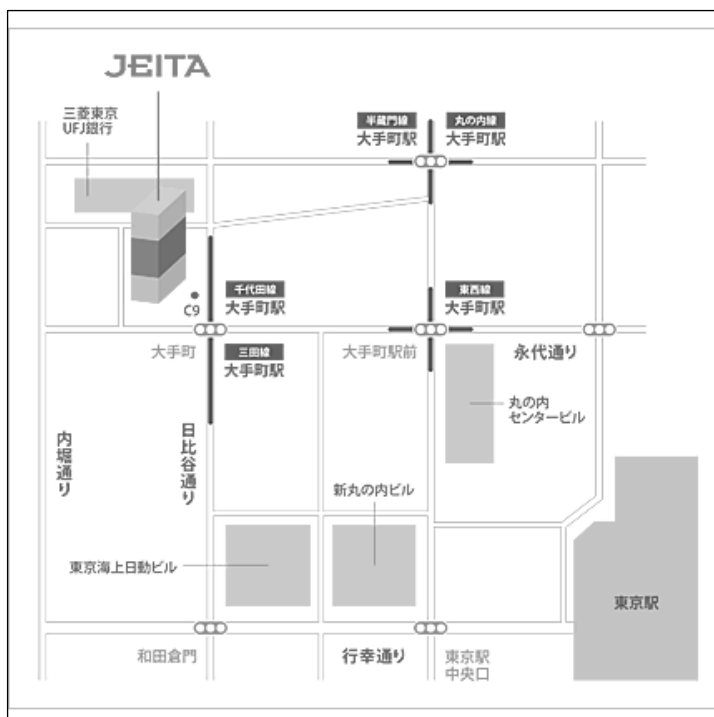 JEITA
三菱東京
UFJ銀行
半蔵門線
大手町駅
丸の内線
大手町駅
千代田線
大手町駅
東西線
大手町駅
C9
大手町
三田線
大手町駅
大手町駅前
永代通り
丸の内
センタービル
内堀通り
日比谷通り
新丸の内ビル
東京海上日動ビル
東京駅
和田倉門
行幸通り
東京駅
中央口